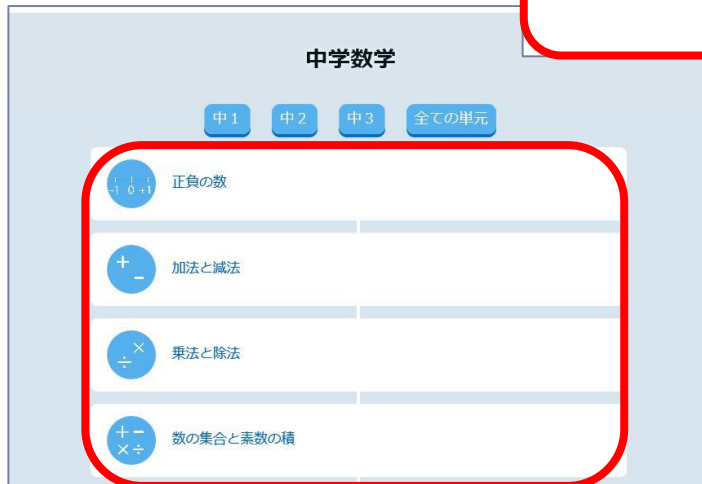 中学数学
中1 中2 中3 全ての単元
-1 0 +1 正負の数
+ - 加法と減法
÷ × 乗法と除法
+ - × ÷ 数の集合と素数の積